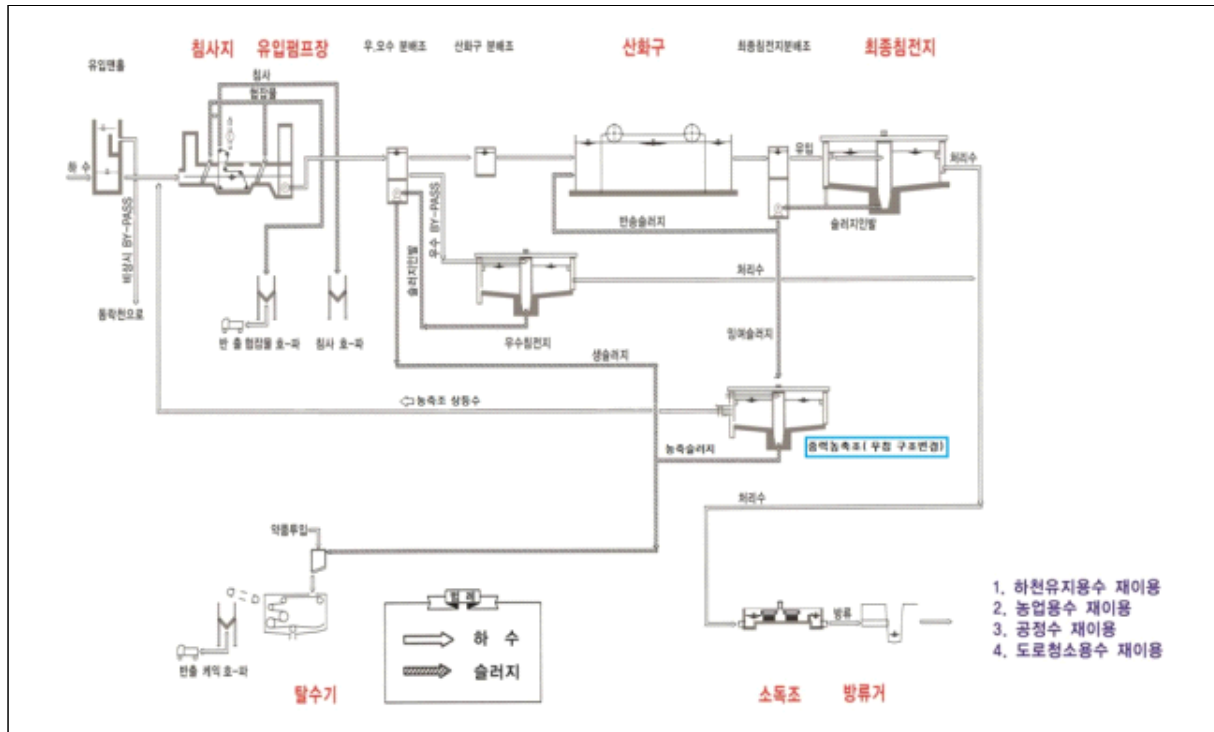 침사지
유입펌프장
우,오수 분배조
산화구 분배조
산화구
최종침전지분배조
최종침전지
유입맨홀
침사
협잡물
하 수
유입
처리수
비상시 BY-PASS
우수 BY-PASS
슬러지인발
반송슬러지
슬러지인발
처리수
동락천으로
반 출 협잡물 호-파
침사 호-파
우수침전지
잉여슬러지
생슬러지
농축조 상등수
농축슬러지
중력농축조( 우침 구조변경)
처리수
약품투입
범 례
하 수
슬러지
방류
반출 케익 호-파
탈수기
소독조
방류거
1, 하천유지용수 재이용
2, 농업용수 재이용
3, 공정수 재이용
4, 도로청소용수 재이용